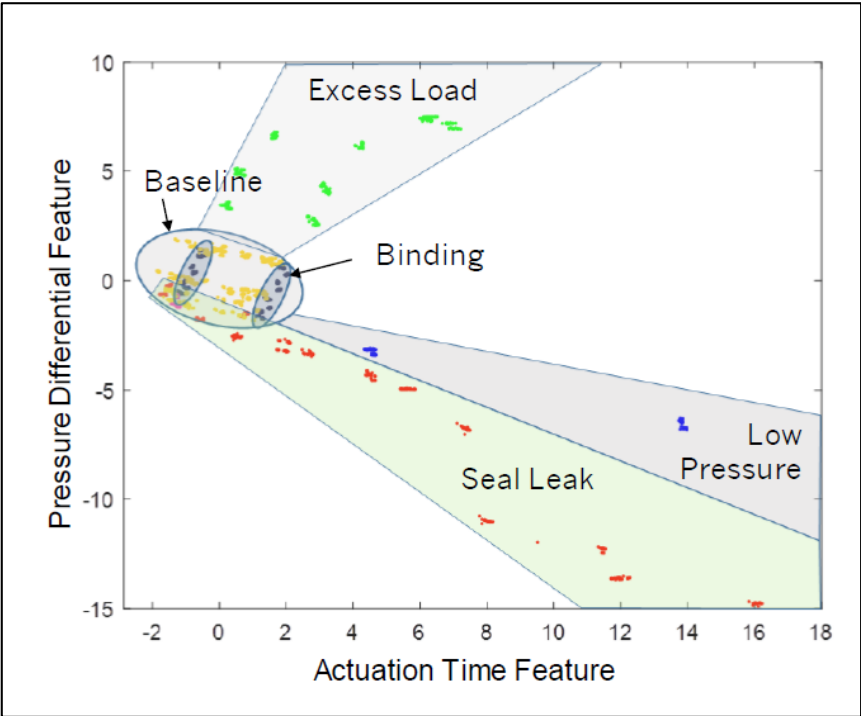 10
Excess Load
5
Baseline
Binding
0
-5
Low
Pressure
Seal Leak
-10
-15
-2 0 2 4 6 8 10 12 14 16 18
Actuation Time Feature
Pressure Differential Feature